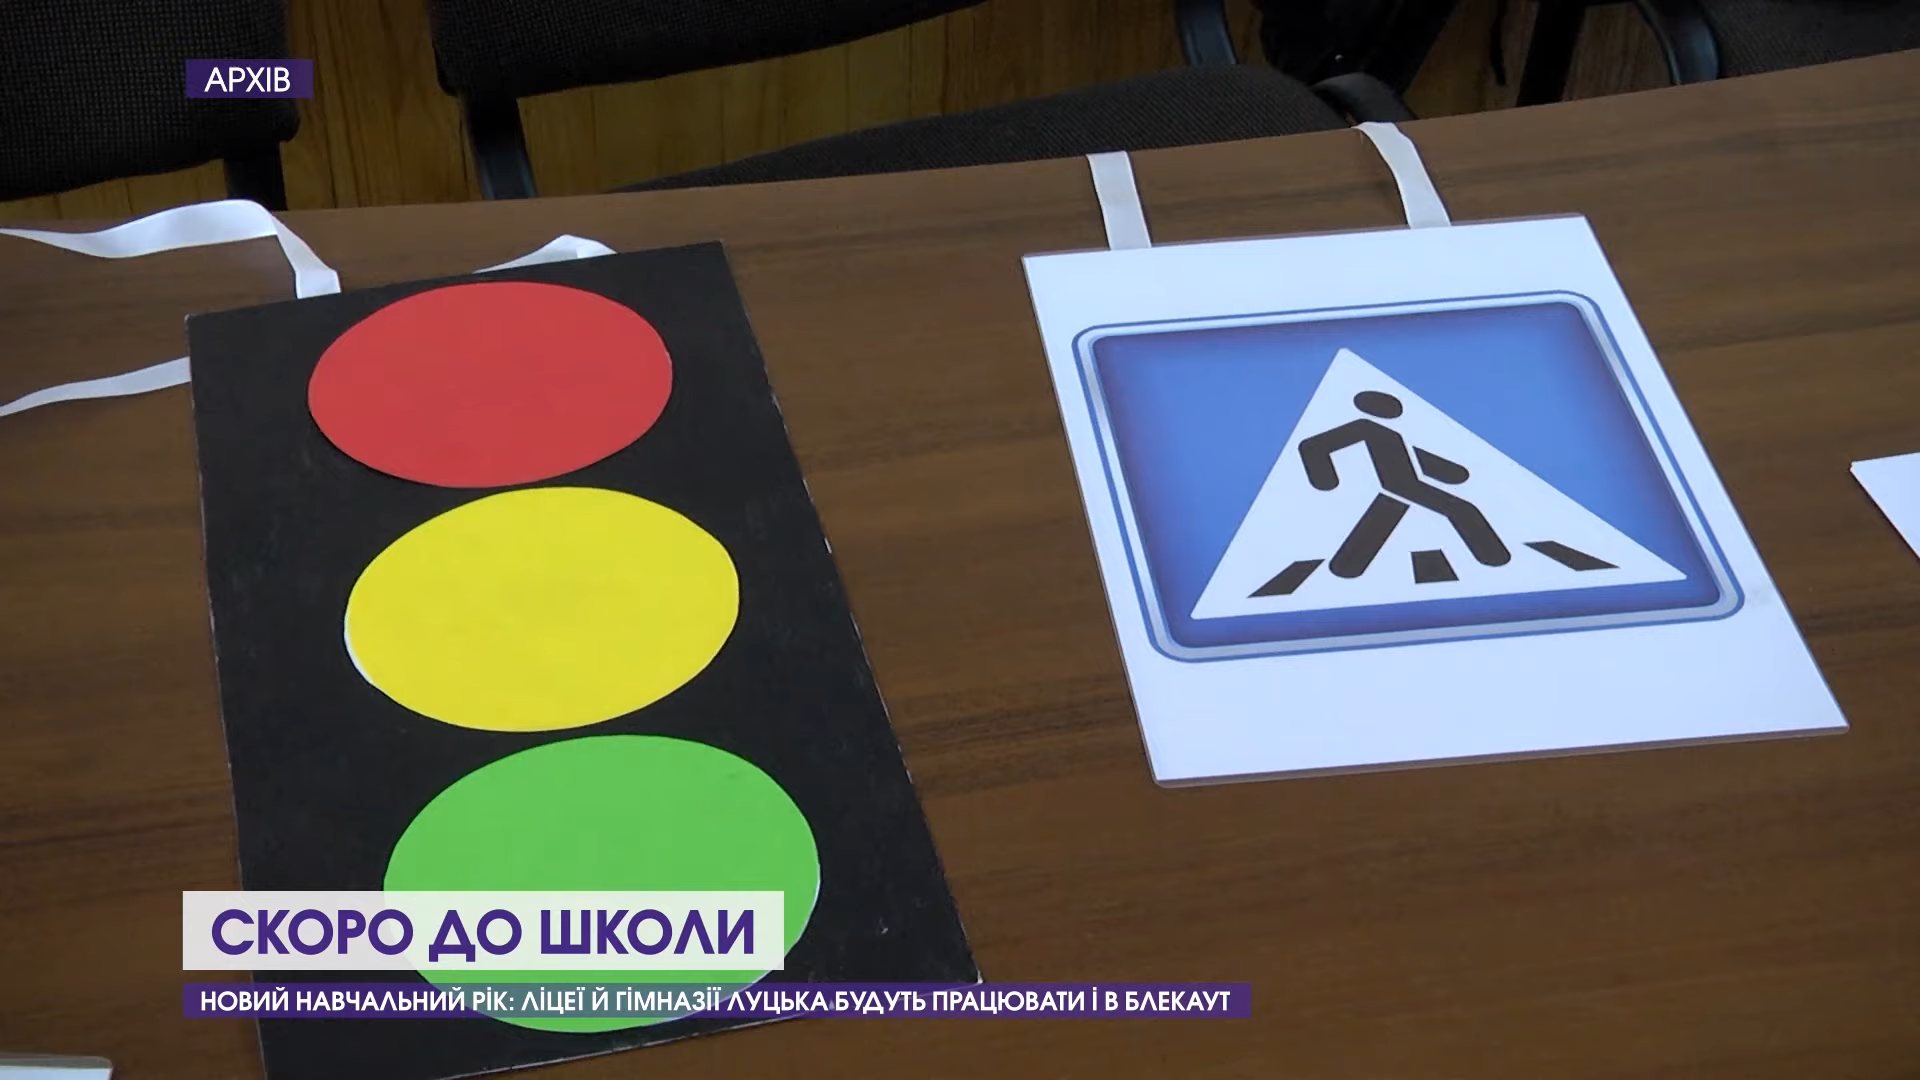 АРХІВ
СКОРО ДО ШКОЛИ
НОВИЙ НАВЧАЛЬНИЙ РІК: ЛІЦЕЇ Й ГІМНАЗІЇ ЛУЦЬКА БУДУТЬ ПРАЦЮВАТИ І В БЛЕКАУТ